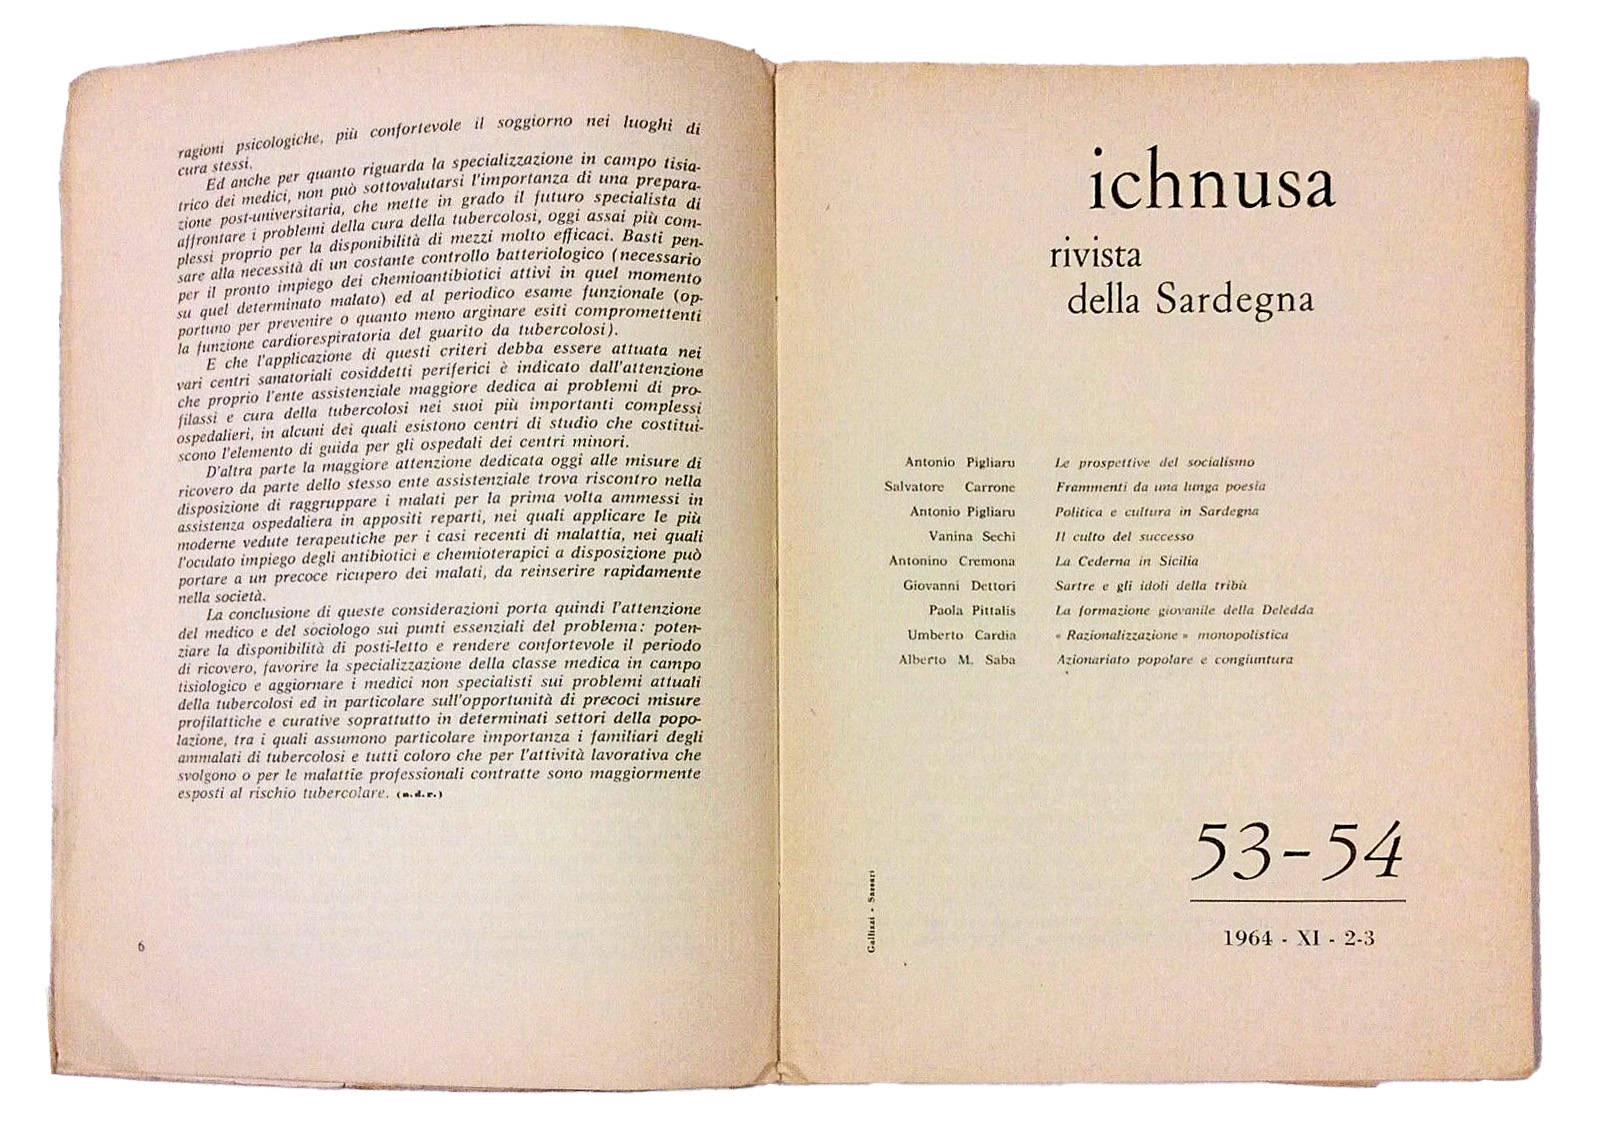 ragioni psicologiche, più confortevole il soggiorno nei luoghi di
cura stessi.
Ed anche per quanto riguarda la specializzazione in campo tisia-
trico dei medici, non può sottovalutarsi l'importanza di una prepara-
zione post-universitaria, che mette in grado il futuro specialista di
affrontare i problemi della cura della tubercolosi, oggi assai più com-
plessi proprio per la disponibilità di mezzi molto efficaci. Basti pen-
sare alla necessità di un costante controllo batteriologico (necessario
per il pronto impiego dei chemioantibiotici attivi in quel momento
su quel determinato malato) ed al periodico esame funzionale (op-
portuno per prevenire o quanto meno arginare esiti compromettenti
la funzione cardiorespiratoria del guarito da tubercolosi).
E che l'applicazione di questi criteri debba essere attuata nei
vari centri sanatoriali cosiddetti periferici è indicato dall'attenzione
che proprio l'ente assistenziale maggiore dedica ai problemi di pro-
filassi e cura della tubercolosi nei suoi più importanti complessi
ospedalieri, in alcuni dei quali esistono centri di studio che costitui-
scono l'elemento di guida per gli ospedali dei centri minori.
D'altra parte la maggiore attenzione dedicata oggi alle misure di
ricovero da parte dello stesso ente assistenziale trova riscontro nella
disposizione di raggruppare i malati per la prima volta ammessi in
assistenza ospedaliera in appositi reparti, nei quali applicare le più
moderne vedute terapeutiche per i casi recenti di malattia, nei quali
l'oculato impiego degli antibiotici e chemioterapici a disposizione può
portare a un precoce ricupero dei malati, da reinserire rapidamente
nella società.
La conclusione di queste considerazioni porta quindi l'attenzione
del medico e del sociologo sui punti essenziali del problema: poten-
ziare la disponibilità di posti-letto e rendere confortevole il periodo
di ricovero, favorire la specializzazione della classe medica in campo
tisiologico e aggiornare i medici non specialisti sui problemi attuali
della tubercolosi ed in particolare sull'opportunità di precoci misure
profilattiche e curative soprattutto in determinati settori della popo-
lazione, tra i quali assumono particolare importanza i familiari degli
ammalati di tubercolosi e tutti coloro che per l'attività lavorativa che
svolgono o per le malattie professionali contratte sono maggiormente
esposti al rischio tubercolare. (n.d.r.)
6
ichnusa
rivista
della Sardegna
Antonio Pigliaru Le prospettive del socialismo
Salvatore Carrone Frammenti da una lunga poesia
Antonio Pigliaru Politica e cultura in Sardegna
Vanina Sechi Il culto del successo
Antonino Cremona La Cederna in Sicilia
Giovanni Dettori Sartre e gli idoli della tribù
Paola Pittalis La formazione giovanile della Deledda
Umberto Cardia « Razionalizzazione » monopolistica
Alberto M. Saba Azionariato popolare e congiuntura
53-54
1964 - XI - 2-3
Gallizzi - Sassari